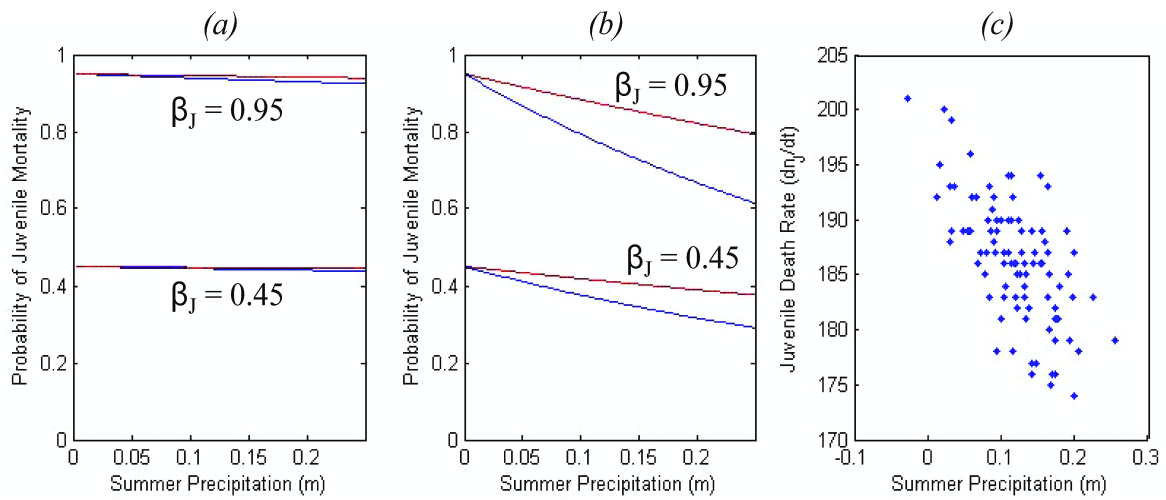 (a)
Probability of Juvenile Mortality
1
0.8
0.6
0.4
0.2
0
βJ = 0.95
βJ = 0.45
0
0.05
0.1
0.15
0.2
Summer Precipitation (m)
(b)
Probability of Juvenile Mortality
1
0.8
0.6
0.4
0.2
0
βJ = 0.95
βJ = 0.45
0
0.05
0.1
0.15
0.2
Summer Precipitation (m)
(c)
Juvenile Death Rate (dnJ/dt)
205
200
195
190
185
180
175
170
-0.1
0
0.1
0.2
0.3
Summer Precipitation (m)